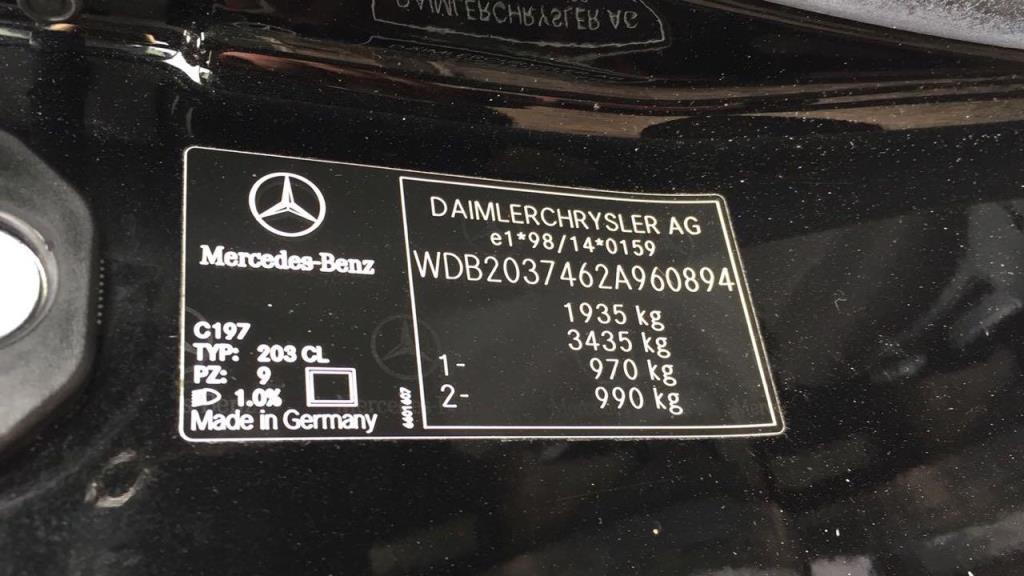 DAIMLERCHRYSLER AG
Mercedes-Benz
C197
TYP: 203 CL
PZ: 9
1.0%
Made in Germany
6601607
DAIMLERCHRYSLER AG
e1*98/14*0159
WDB2037462A960894
1935 kg
3435 kg
1- 970 kg
2- 990 kg